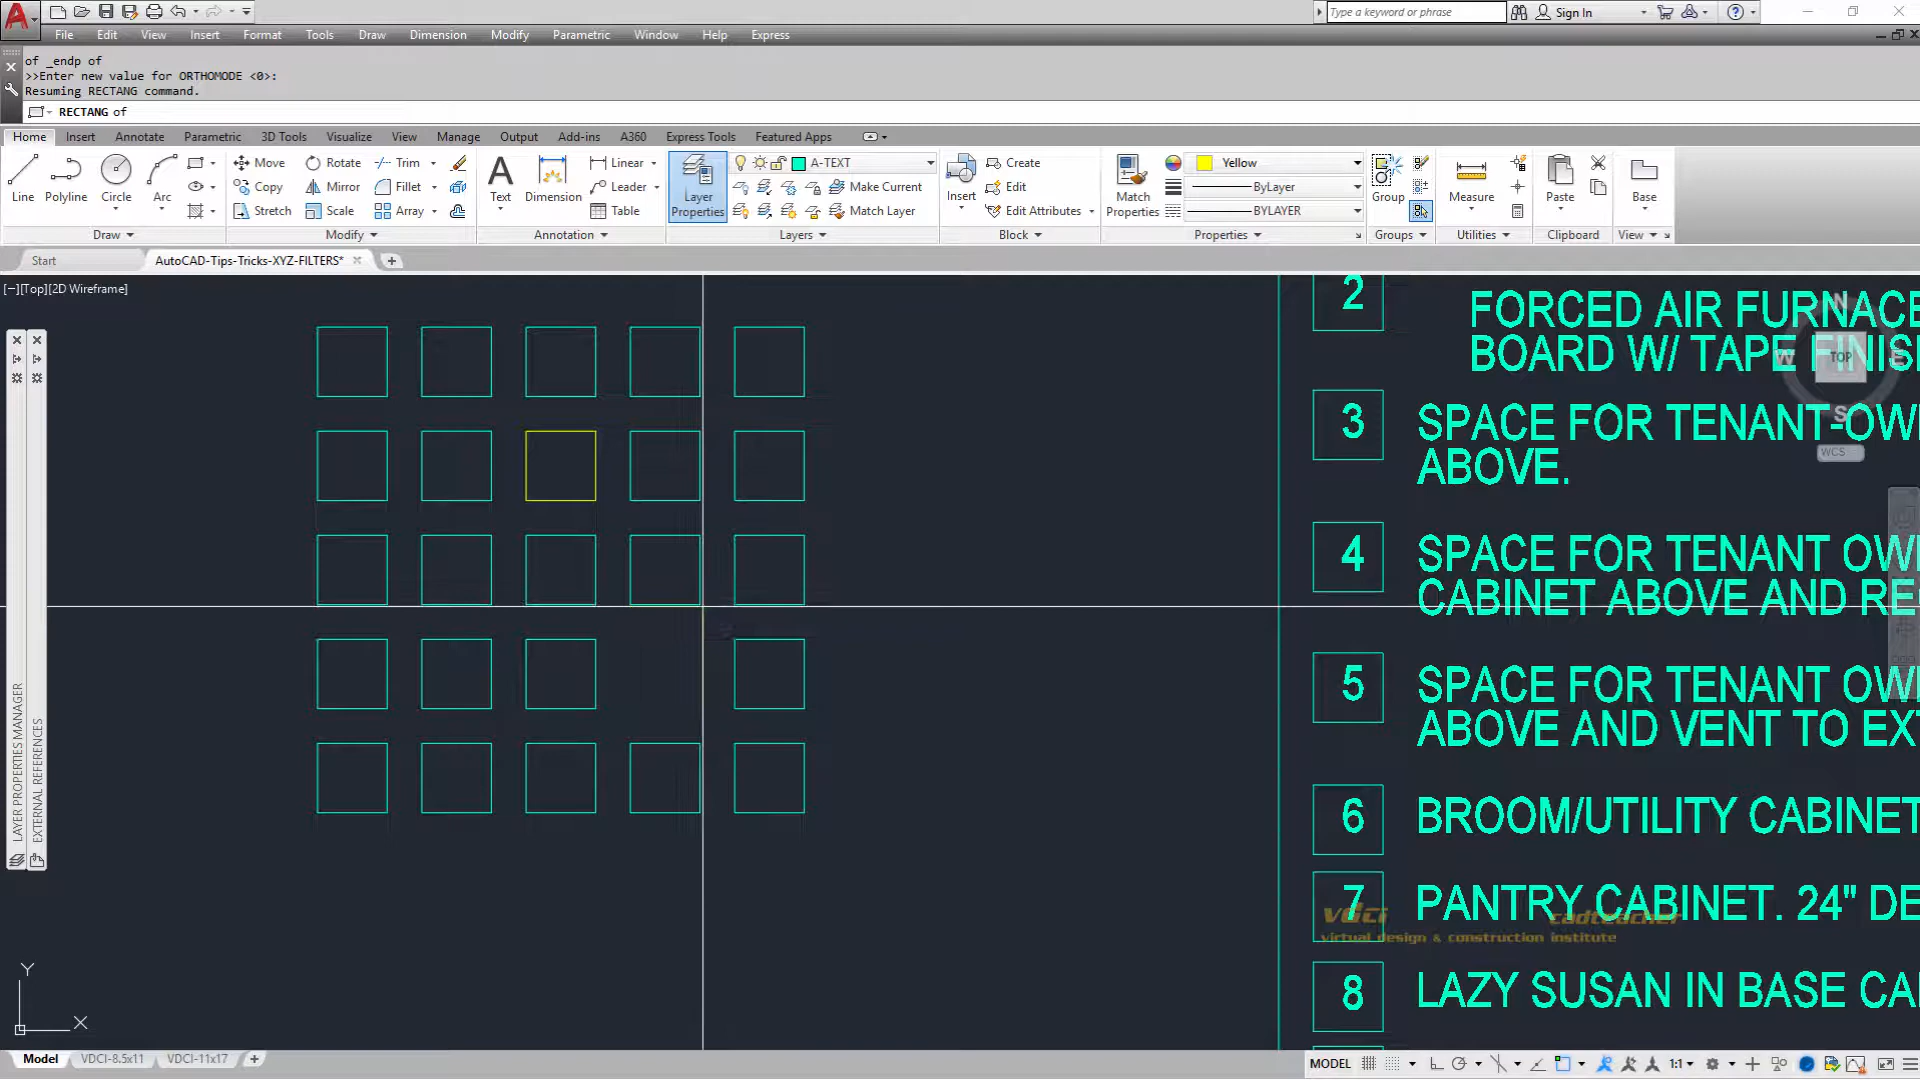 Type a keyword or phrase
Sign In
File Edit View Insert Format Tools Draw Dimension Modify Parametric Window Help Express
of _endp of
>>Enter new value for ORTHOMODE <0>:
Resuming RECTANG command.
RECTANG of
Home Insert Annotate Parametric 3D Tools Visualize View Manage Output Add-ins A360 Express Tools Featured Apps
Line
Polyline
Circle
Arc
Draw
Move
Rotate
Trim
Copy
Mirror
Fillet
Stretch
Scale
Array
Modify
Text
Dimension
Linear
Leader
Table
Annotation
Layer
Properties
A-TEXT
Make Current
Match Layer
Layers
Insert
Create
Edit
Edit Attributes
Block
Match
Properties
Yellow
ByLayer
BYLAYER
Properties
Group
Groups
Measure
Utilities
Paste
Clipboard
Base
View
Start
AutoCAD-Tips-Tricks-XYZ-FILTERS*
[−][Top][2D Wireframe]
LAYER PROPERTIES MANAGER
EXTERNAL REFERENCES
2
FORCED AIR FURNACE
BOARD W/ TAPE FINIS
3
SPACE FOR TENANT-OW
ABOVE.
4
SPACE FOR TENANT OW
CABINET ABOVE AND RE
5
SPACE FOR TENANT OW
ABOVE AND VENT TO EX
6
BROOM/UTILITY CABINET
7
PANTRY CABINET. 24" DE
8
LAZY SUSAN IN BASE CA
N
W
TOP
S
WCS
vdci cadteacher
virtual design & construction institute
Y
X
Model VDCI-8.5x11 VDCI-11x17
MODEL
1:1